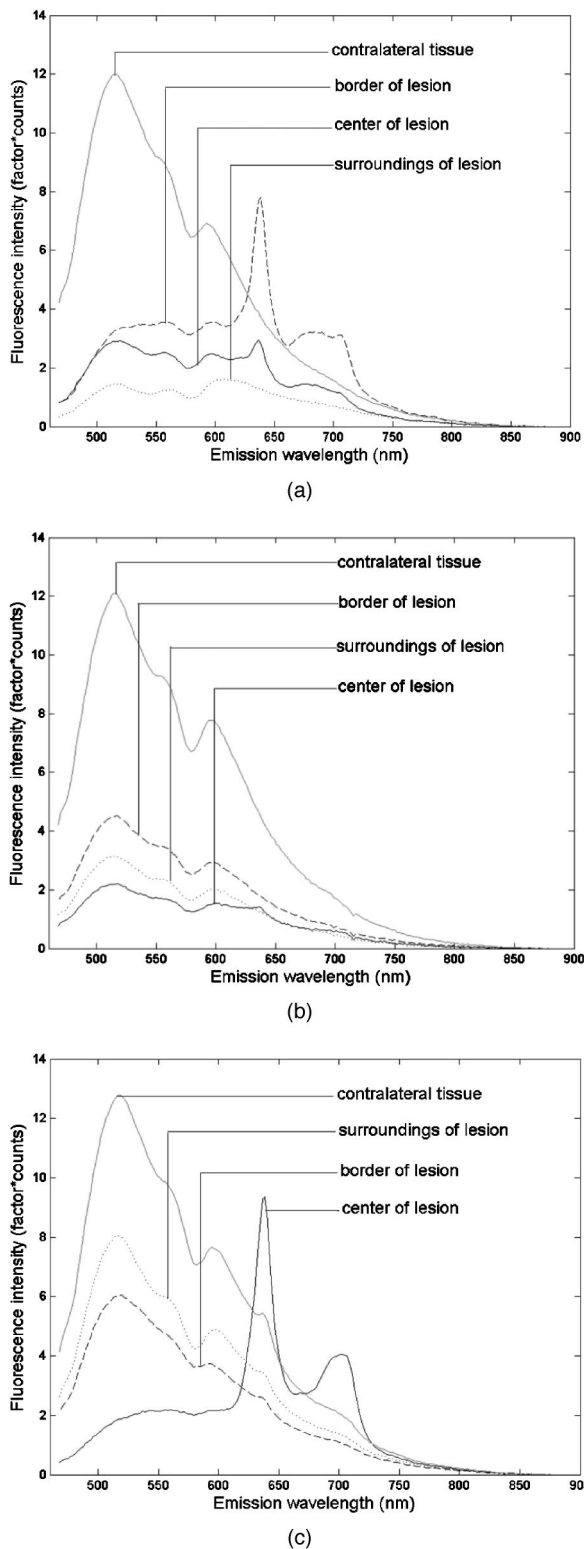 14
12
10
8
6
4
2
0
Fluorescence intensity (factor*counts)
contralateral tissue
border of lesion
center of lesion
surroundings of lesion
500 550 600 650 700 750 800 850 900
Emission wavelength (nm)
(a)
14
12
10
8
6
4
2
0
Fluorescence intensity (factor*counts)
contralateral tissue
border of lesion
surroundings of lesion
center of lesion
500 550 600 650 700 750 800 850 900
Emission wavelength (nm)
(b)
14
12
10
8
6
4
2
0
Fluorescence intensity (factor*counts)
contralateral tissue
surroundings of lesion
border of lesion
center of lesion
500 550 600 650 700 750 800 850 90
Emission wavelength (nm)
(c)